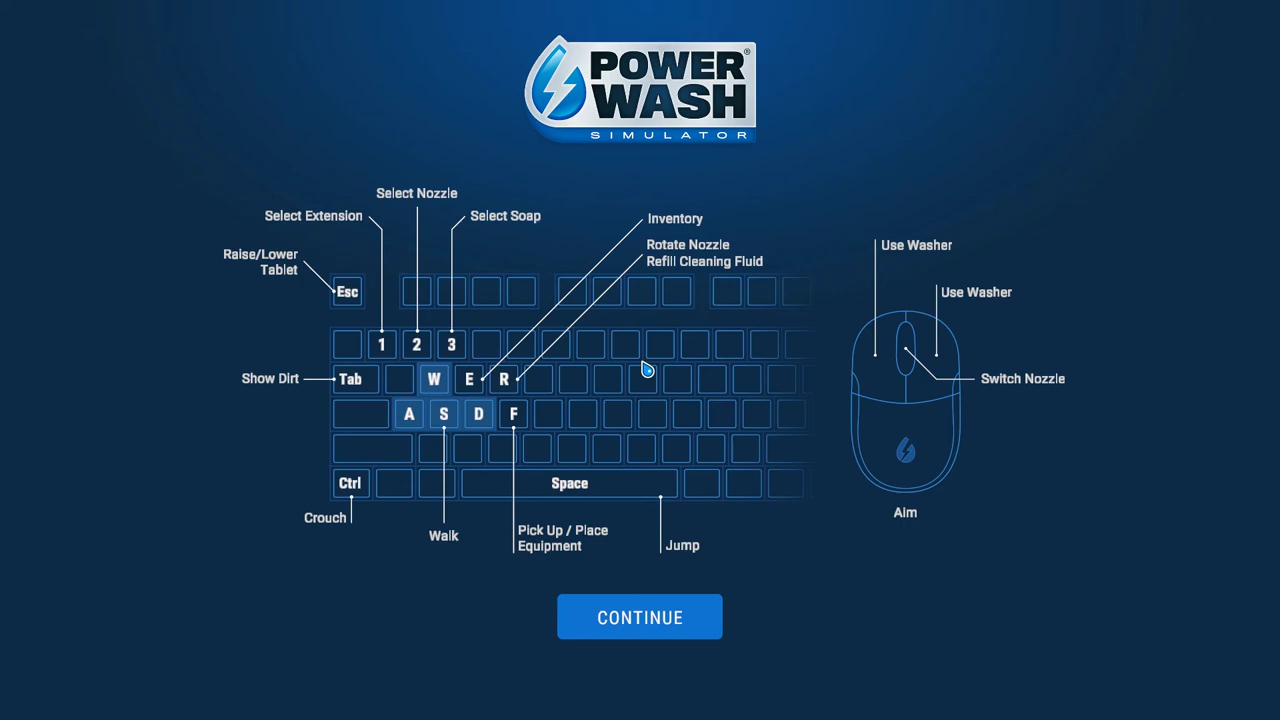 POWER®
WASH
SIMULATOR
Select Nozzle
Select Extension
Select Soap
Inventory
Rotate Nozzle
Refill Cleaning Fluid
Raise/Lower
Tablet
Use Washer
Use Washer
Esc
1 2 3
Show Dirt
Tab W E R
Switch Nozzle
A S D F
Ctrl Space
Crouch
Walk
Pick Up / Place
Equipment
Jump
Aim
CONTINUE